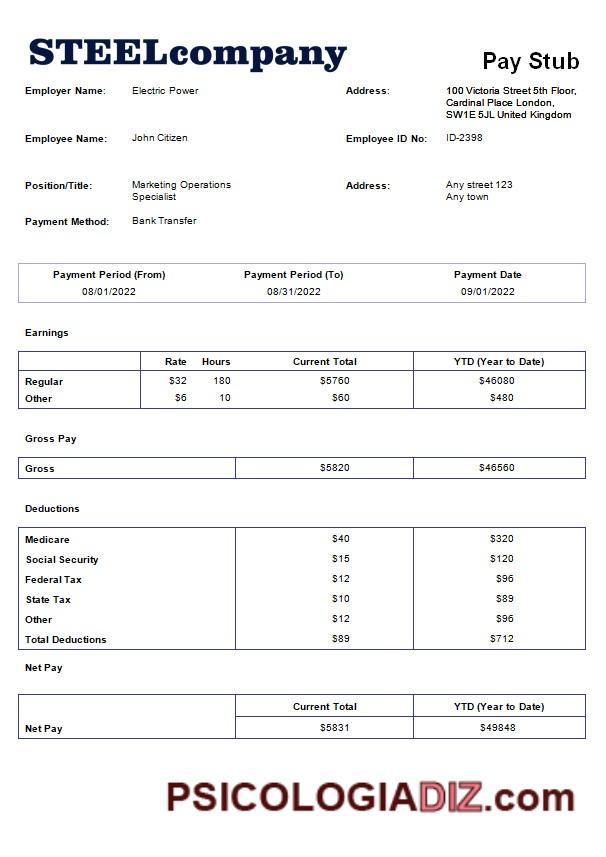 STEELcompany
Pay Stub
Employer Name: Electric Power Address: 100 Victoria Street 5th Floor,
Cardinal Place London,
SW1E 5JL United Kingdom
Employee Name: John Citizen Employee ID No: ID-2398
Position/Title: Marketing Operations Address: Any street 123
Specialist Any town
Payment Method: Bank Transfer
Payment Period (From) Payment Period (To) Payment Date
08/01/2022 08/31/2022 09/01/2022
Earnings
Rate Hours Current Total YTD (Year to Date)
Regular $32 180 $5760 $46080
Other $6 10 $60 $480
Gross Pay
Gross $5820 $46560
Deductions
Medicare $40 $320
Social Security $15 $120
Federal Tax $12 $96
State Tax $10 $89
Other $12 $96
Total Deductions $89 $712
Net Pay
Current Total YTD (Year to Date)
Net Pay $5831 $49848
PSICOLOGIADIZ.com